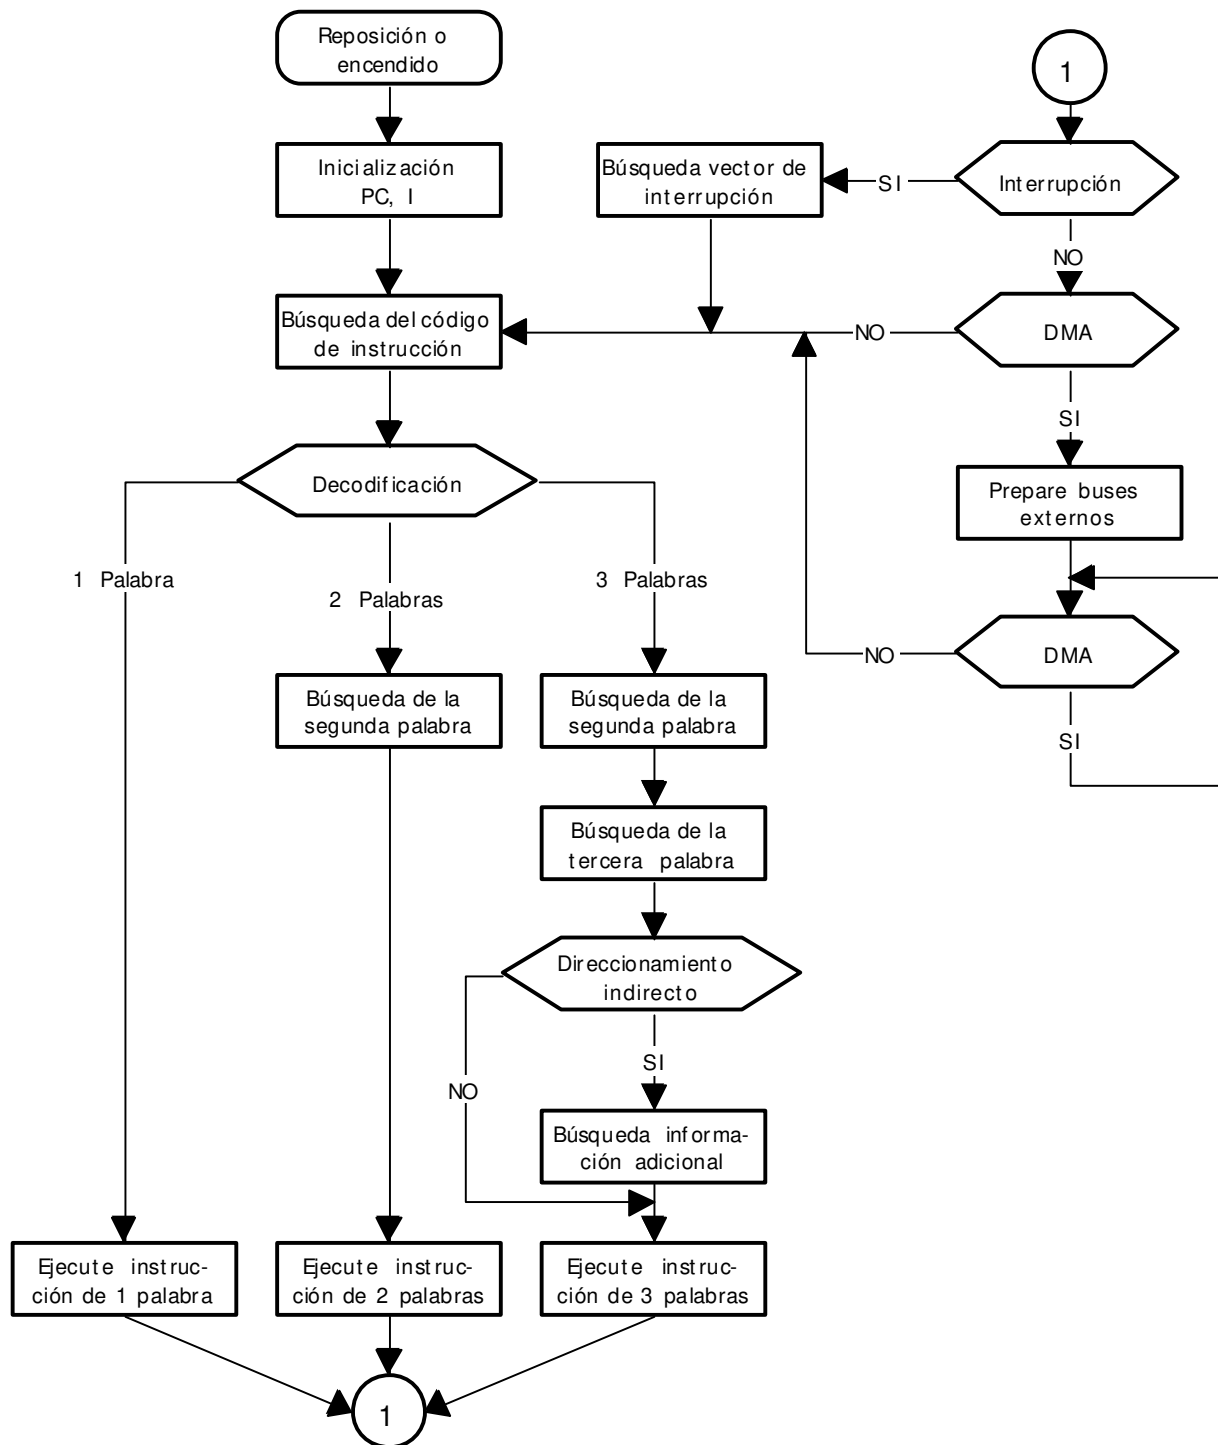 Reposición o
encendido
Inicialización
PC, I
Búsqueda del código
de instrucción
Decodificación
1 Palabra
2 Palabras
3 Palabras
Búsqueda de la
segunda palabra
Búsqueda de la
segunda palabra
Búsqueda de la
tercera palabra
Direccionamiento
indirecto
SI
NO
Búsqueda informa-
ción adicional
Ejecute instruc-
ción de 1 palabra
Ejecute instruc-
ción de 2 palabras
Ejecute instruc-
ción de 3 palabras
1
1
Interrupción
SI
Búsqueda vector de
interrupción
NO
DMA
NO
SI
Prepare buses
externos
DMA
NO
SI